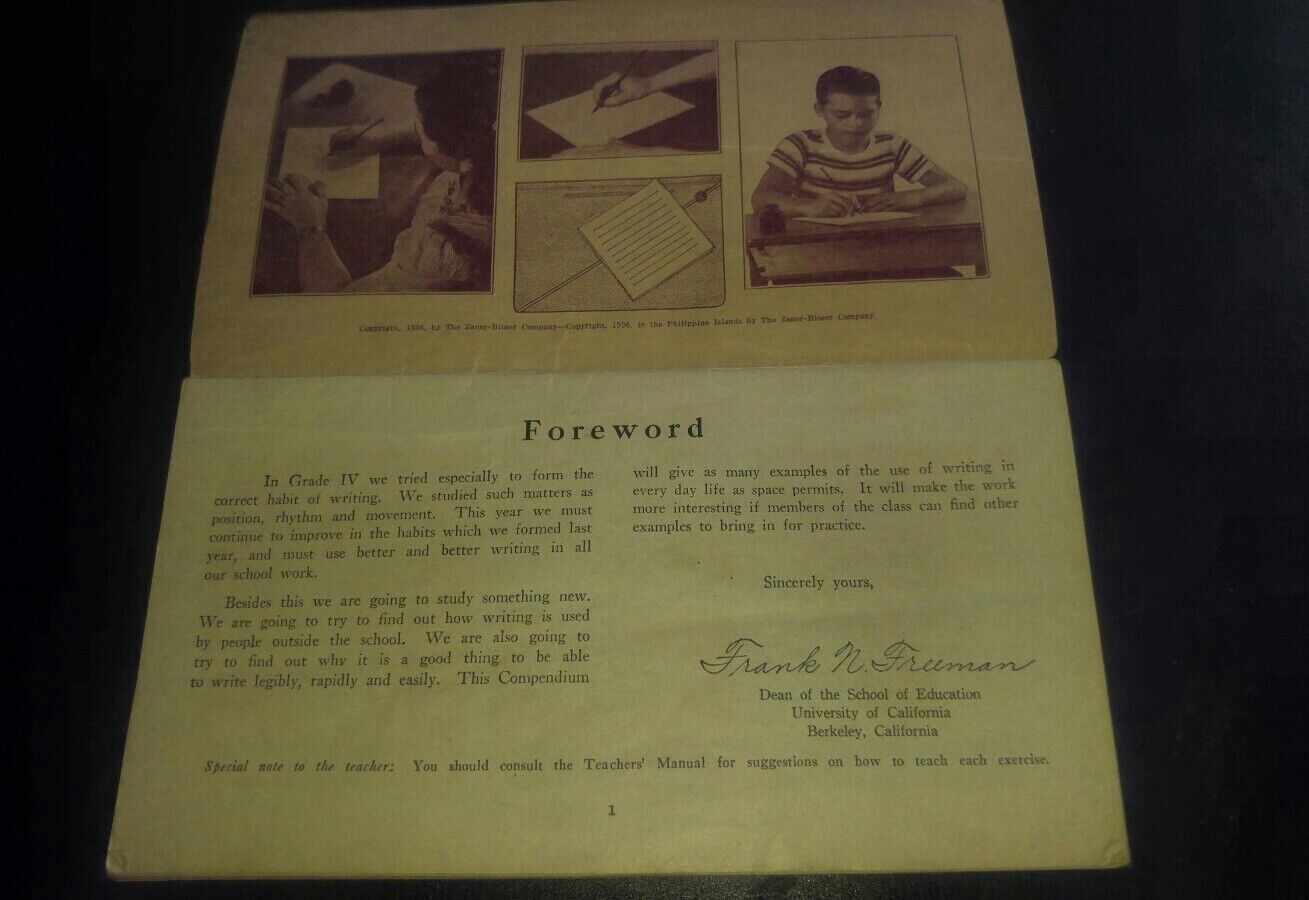 Copyright, 1936, by The Zaner-Bloser Company—Copyright, 1936, in the Philippine Islands by The Zaner-Bloser Company.
Foreword
In Grade IV we tried especially to form the
correct habit of writing. We studied such matters as
position, rhythm and movement. This year we must
continue to improve in the habits which we formed last
year, and must use better and better writing in all
our school work.
Besides this we are going to study something new.
We are going to try to find out how writing is used
by people outside the school. We are also going to
try to find out why it is a good thing to be able
to write legibly, rapidly and easily. This Compendium
will give as many examples of the use of writing in
every day life as space permits. It will make the work
more interesting if members of the class can find other
examples to bring in for practice.
Sincerely yours,
Frank N. Freeman
Dean of the School of Education
University of California
Berkeley, California
Special note to the teacher: You should consult the Teachers' Manual for suggestions on how to teach each exercise.
1